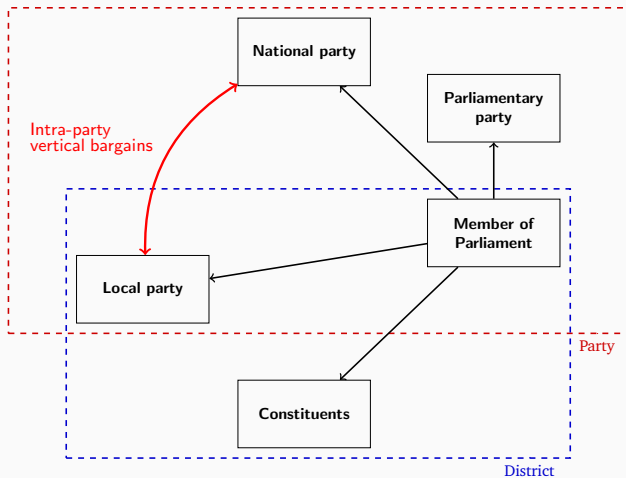 National party
Parliamentary
party
Intra-party
vertical bargains
Member of
Parliament
Local party
Party
Constituents
District